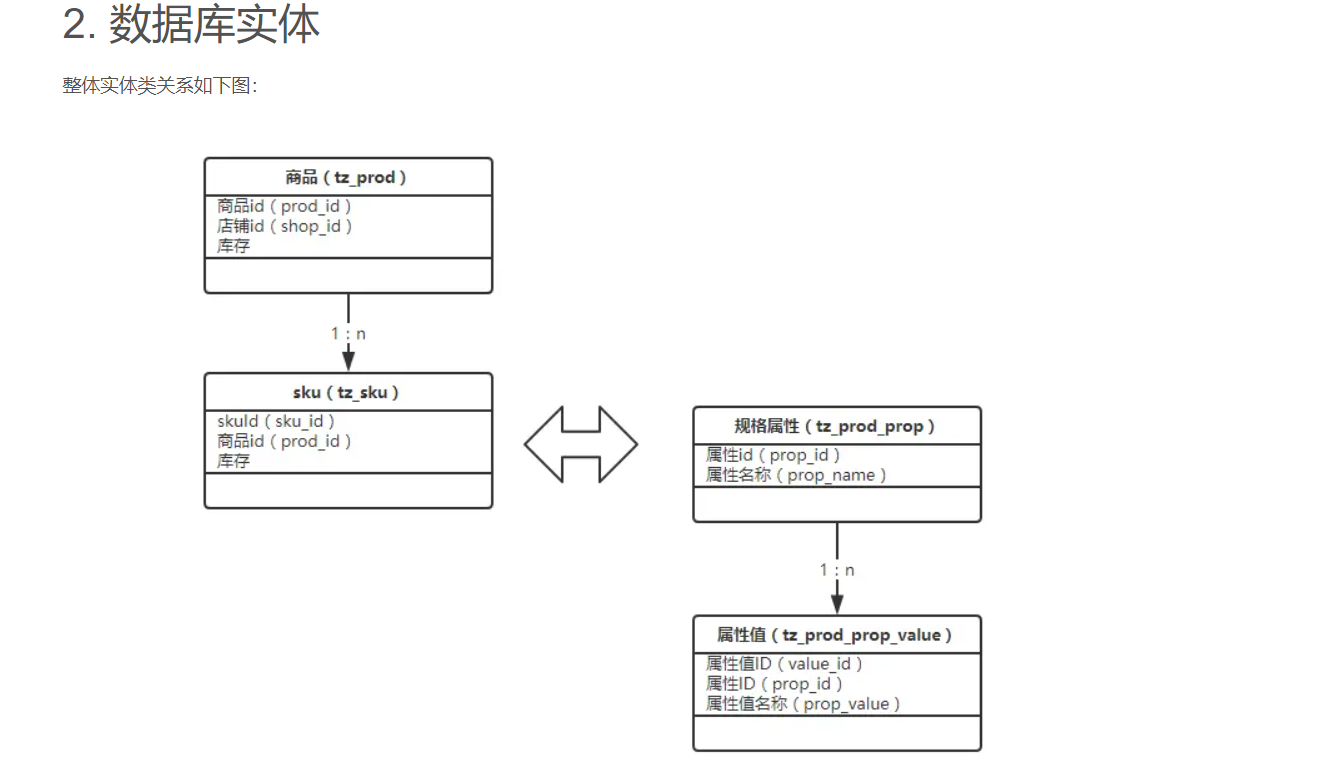 2. 数据库实体
整体实体类关系如下图：
商品（tz_prod）
商品id（prod_id）
店铺id（shop_id）
库存
1 : n
sku（tz_sku）
skuId（sku_id）
商品id（prod_id）
库存
规格属性（tz_prod_prop）
属性id（prop_id）
属性名称（prop_name）
1 : n
属性值（tz_prod_prop_value）
属性值ID（value_id）
属性ID（prop_id）
属性值名称（prop_value）